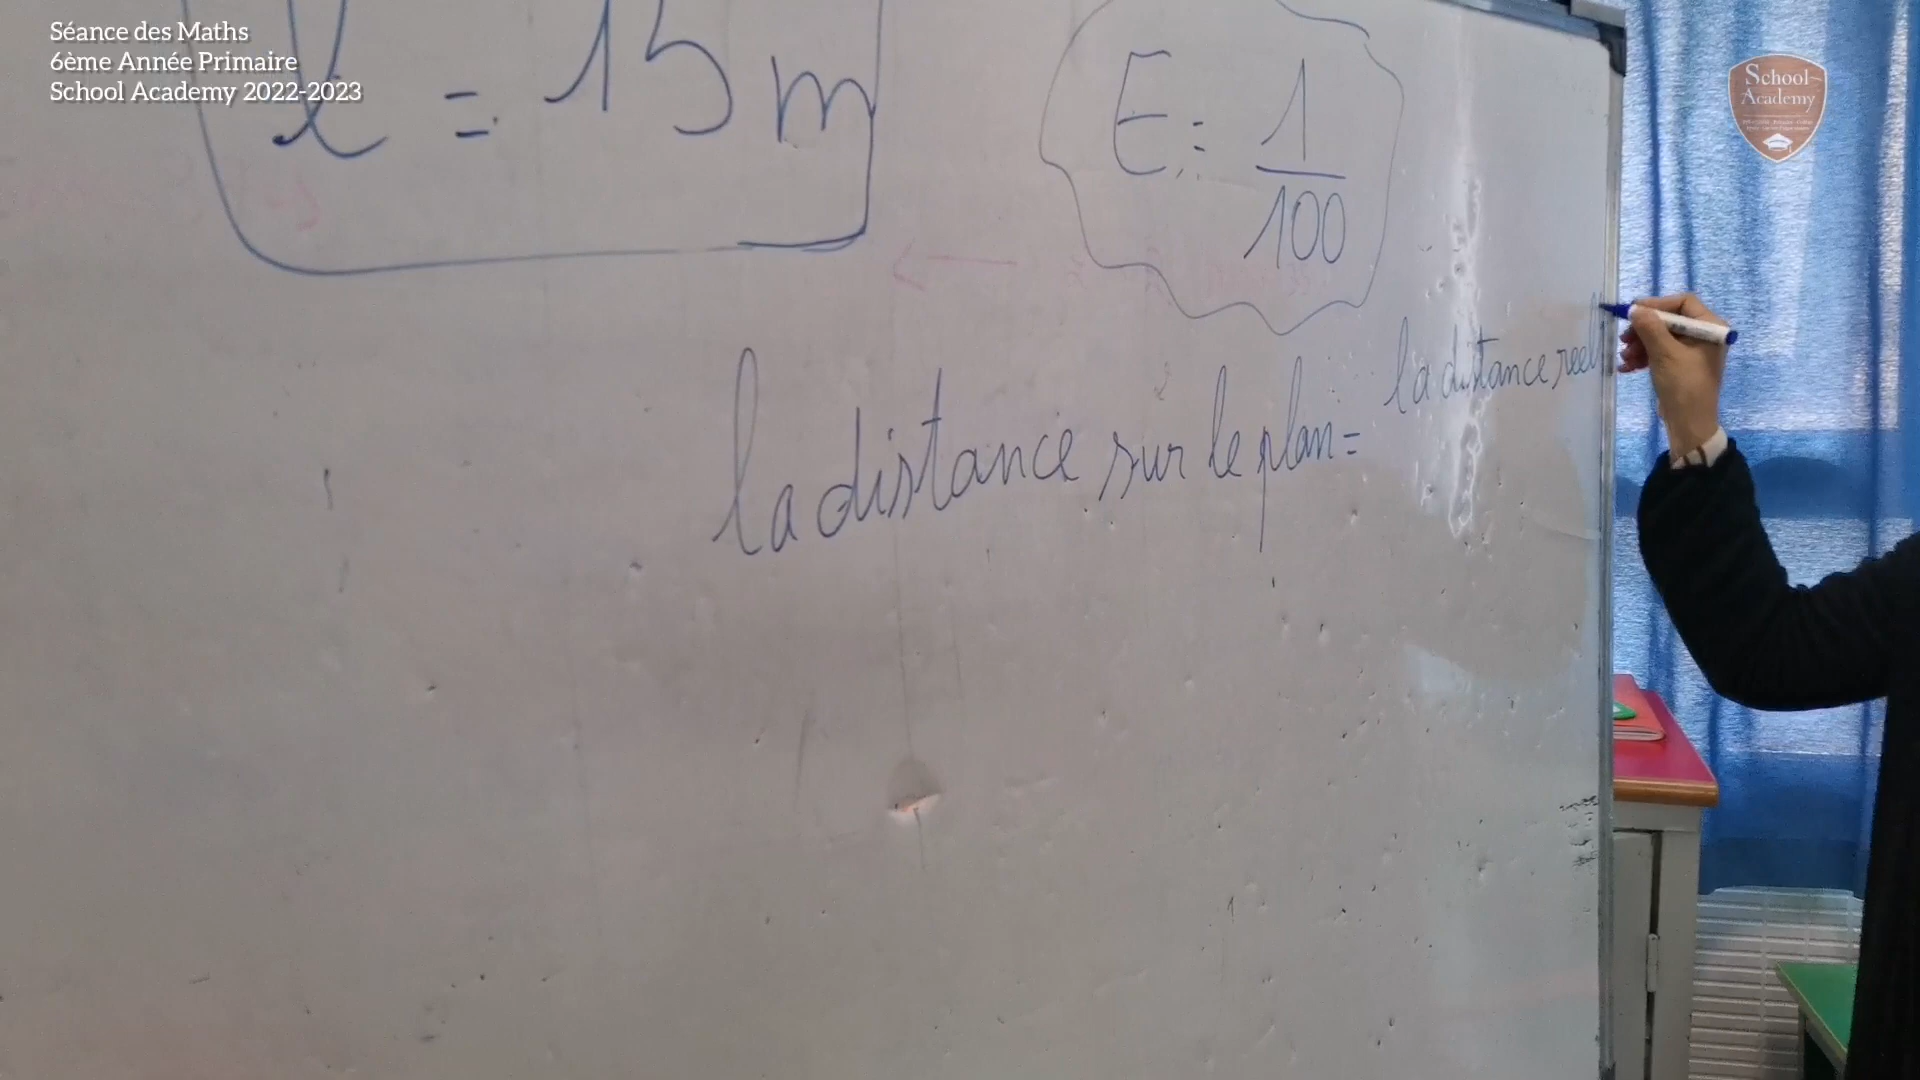 Séance des Maths
6ème Année Primaire
School Academy 2022-2023
School
Academy
l = 15 m
E = 1/100
la distance sur le plan = la distance réell